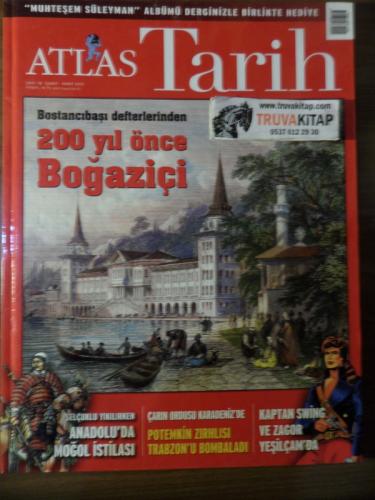 "MUHTEŞEM SÜLEYMAN" ALBÜMÜ DERGİNİZLE BİRLİKTE HEDİYE
ATLAS Tarih
www.truvakitap.com
TRUVAKİTAP
0537 612 29 30
Bostancıbaşı defterlerinden
200 yıl önce
Boğaziçi
SELÇUKLU YIKILIRKEN
ANADOLU'DA
MOĞOL İSTİLASI
ÇARIN ORDUSU KARADENİZ'DE
POTEMKİN ZIRHLISI
TRABZON'U BOMBALADI
KAPTAN SWING
VE ZAGOR
YEŞİLÇAM'DA